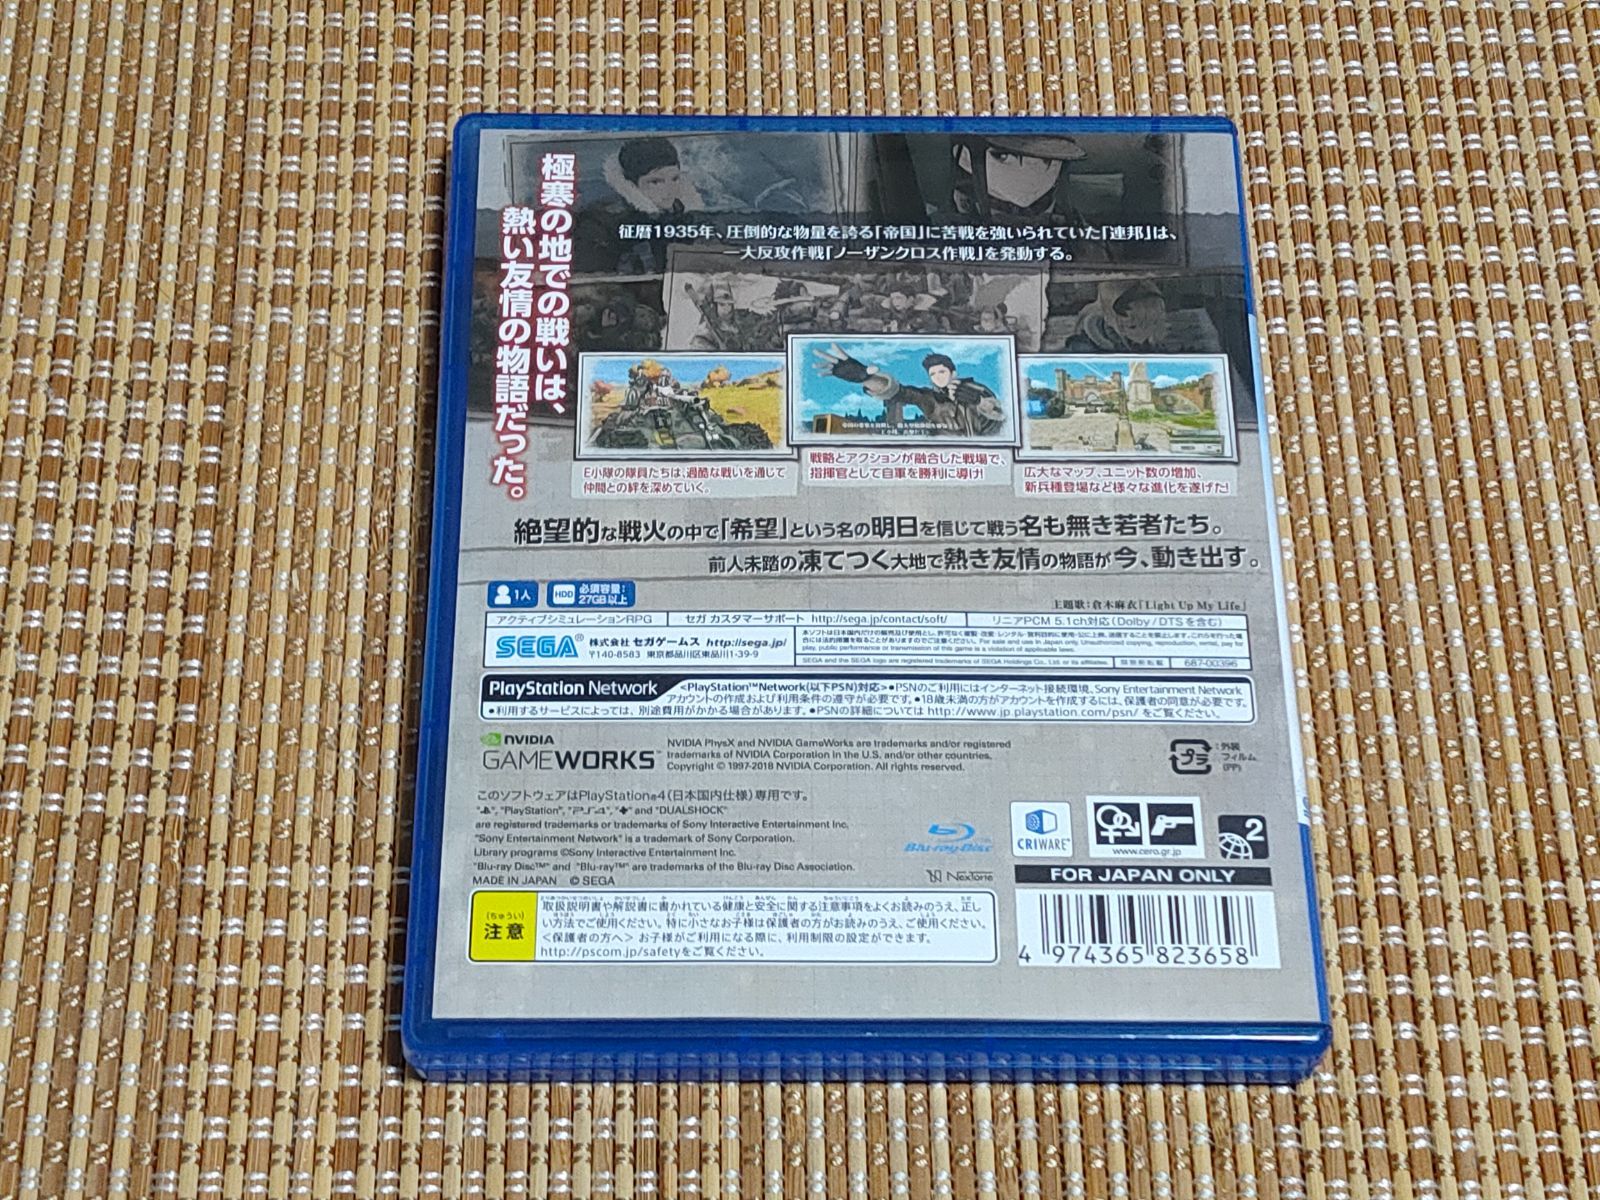 極寒の地での戦いは、
熱い友情の物語だった。
征暦1935年、圧倒的な物量を誇る「帝国」に苦戦を強いられていた「連邦」は、
一大反攻作戦「ノーザンクロス作戦」を発動する。
E小隊の隊員たちは、過酷な戦いを通じて
仲間との絆を深めていく。
戦略とアクションが融合した戦場で、
指揮官として自軍を勝利に導け!
広大なマップ、ユニット数の増加、
新兵種登場など様々な進化を遂げた!
絶望的な戦火の中で「希望」という名の明日を信じて戦う名も無き若者たち。
前人未踏の凍てつく大地で熱き友情の物語が今、動き出す。
1人
HDD 必須容量:
27GB以上
主題歌:倉木麻衣「Light Up My Life」
アクティブシミュレーションRPG
セガ カスタマーサポート http://sega.jp/contact/soft/
リニアPCM 5.1ch対応(Dolby/DTSを含む)
SEGA® 株式会社 セガゲームス http://sega.jp/
〒140-8583 東京都品川区東品川1-39-9
SEGA and the SEGA logo are registered trademarks of SEGA Holdings Co., Ltd. or its affiliates.
687-00396
PlayStation Network
<PlayStation™Network(以下PSN)対応>●PSNのご利用にはインターネット接続環境、Sony Entertainment Network
アカウントの作成および利用条件の遵守が必要です。●18歳未満の方がアカウントを作成するには、保護者の同意が必要です。
●利用するサービスによっては、別途費用がかかる場合があります。●PSNの詳細については http://www.jp.playstation.com/psn/ をご覧ください。
NVIDIA
GAMEWORKS™
NVIDIA PhysX and NVIDIA GameWorks are trademarks and/or registered
trademarks of NVIDIA Corporation in the U.S. and/or other countries.
Copyright © 1997-2018 NVIDIA Corporation. All rights reserved.
プラ
:外装
フィルム
(PP)
このソフトウェアはPlayStation®4(日本国内仕様)専用です。
"PlayStation", "PS4", and "DUALSHOCK"
are registered trademarks or trademarks of Sony Interactive Entertainment Inc.
"Sony Entertainment Network" is a trademark of Sony Corporation.
Library programs ©Sony Interactive Entertainment Inc.
"Blu-ray Disc™" and "Blu-ray™" are trademarks of the Blu-ray Disc Association.
MADE IN JAPAN © SEGA
Blu-ray Disc
NexTone
CRIWARE
www.cero.gr.jp
2
FOR JAPAN ONLY
(ちゅうい)
注意
取扱説明書や解説書に書かれている健康と安全に関する注意事項をよくお読みのうえ、正し
い方法でご使用ください。特に小さなお子様は保護者の方がお読みのうえ、ご使用ください。
<保護者の方へ> お子様がご利用になる際に、利用制限の設定ができます。
http://pscom.jp/safetyをご覧ください。
4 974365 823658